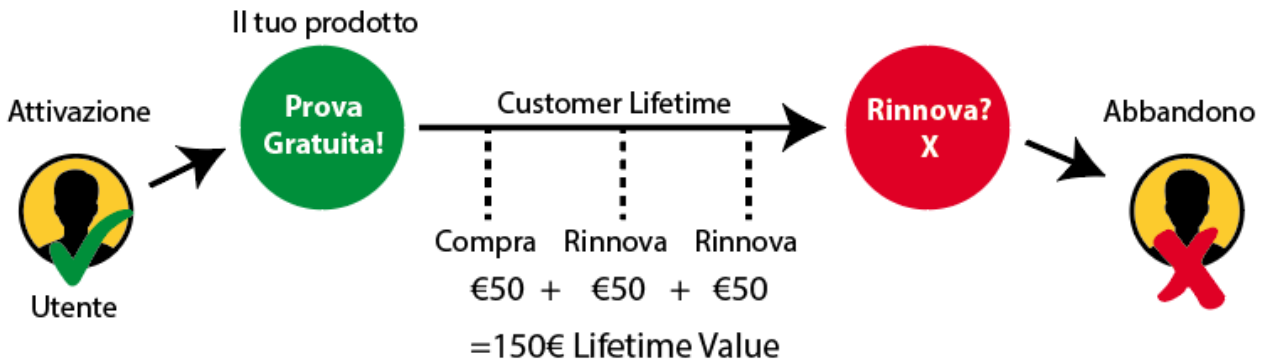 Il tuo prodotto
Attivazione
Prova
Gratuita!
Customer Lifetime
Rinnova?
X
Abbandono
Utente
Compra Rinnova Rinnova
€50 + €50 + €50
=150€ Lifetime Value